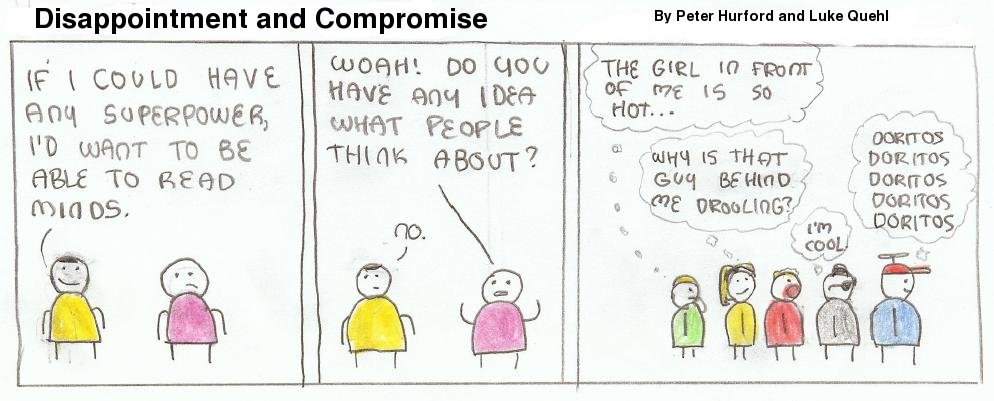 Disappointment and Compromise
By Peter Hurford and Luke Quehl
IF I COULD HAVE
ANY SUPERPOWER,
I'D WANT TO BE
ABLE TO READ
MINDS.
WOAH! DO YOU
HAVE ANY IDEA
WHAT PEOPLE
THINK ABOUT?
NO.
THE GIRL IN FRONT
OF ME IS SO
HOT...
WHY IS THAT
GUY BEHIND
ME DROOLING?
I'M
COOL
DORITOS
DORITOS
DORITOS
DORITOS
DORITOS